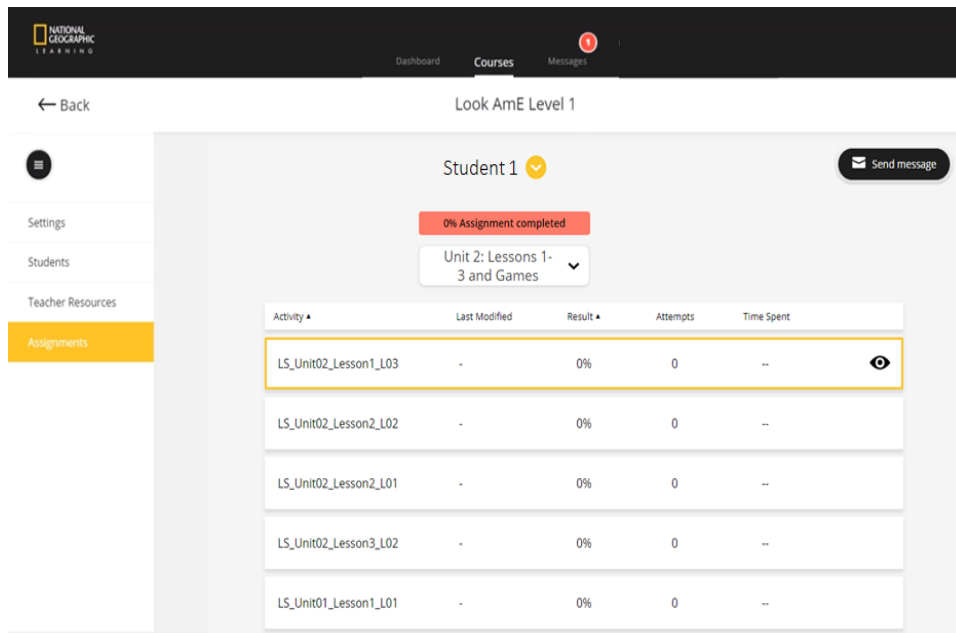 NATIONAL
GEOGRAPHIC
LEARNING
1
Dashboard Courses Messages
Back Look AmE Level 1
Student 1 Send message
Settings
Students
Teacher Resources
Assignments
0% Assignment completed
Unit 2: Lessons 1-
3 and Games
Activity Last Modified Result Attempts Time Spent
LS_Unit02_Lesson1_L03 - 0% 0 --
LS_Unit02_Lesson2_L02 - 0% 0 --
LS_Unit02_Lesson2_L01 - 0% 0 --
LS_Unit02_Lesson3_L02 - 0% 0 --
LS_Unit01_Lesson1_L01 - 0% 0 --